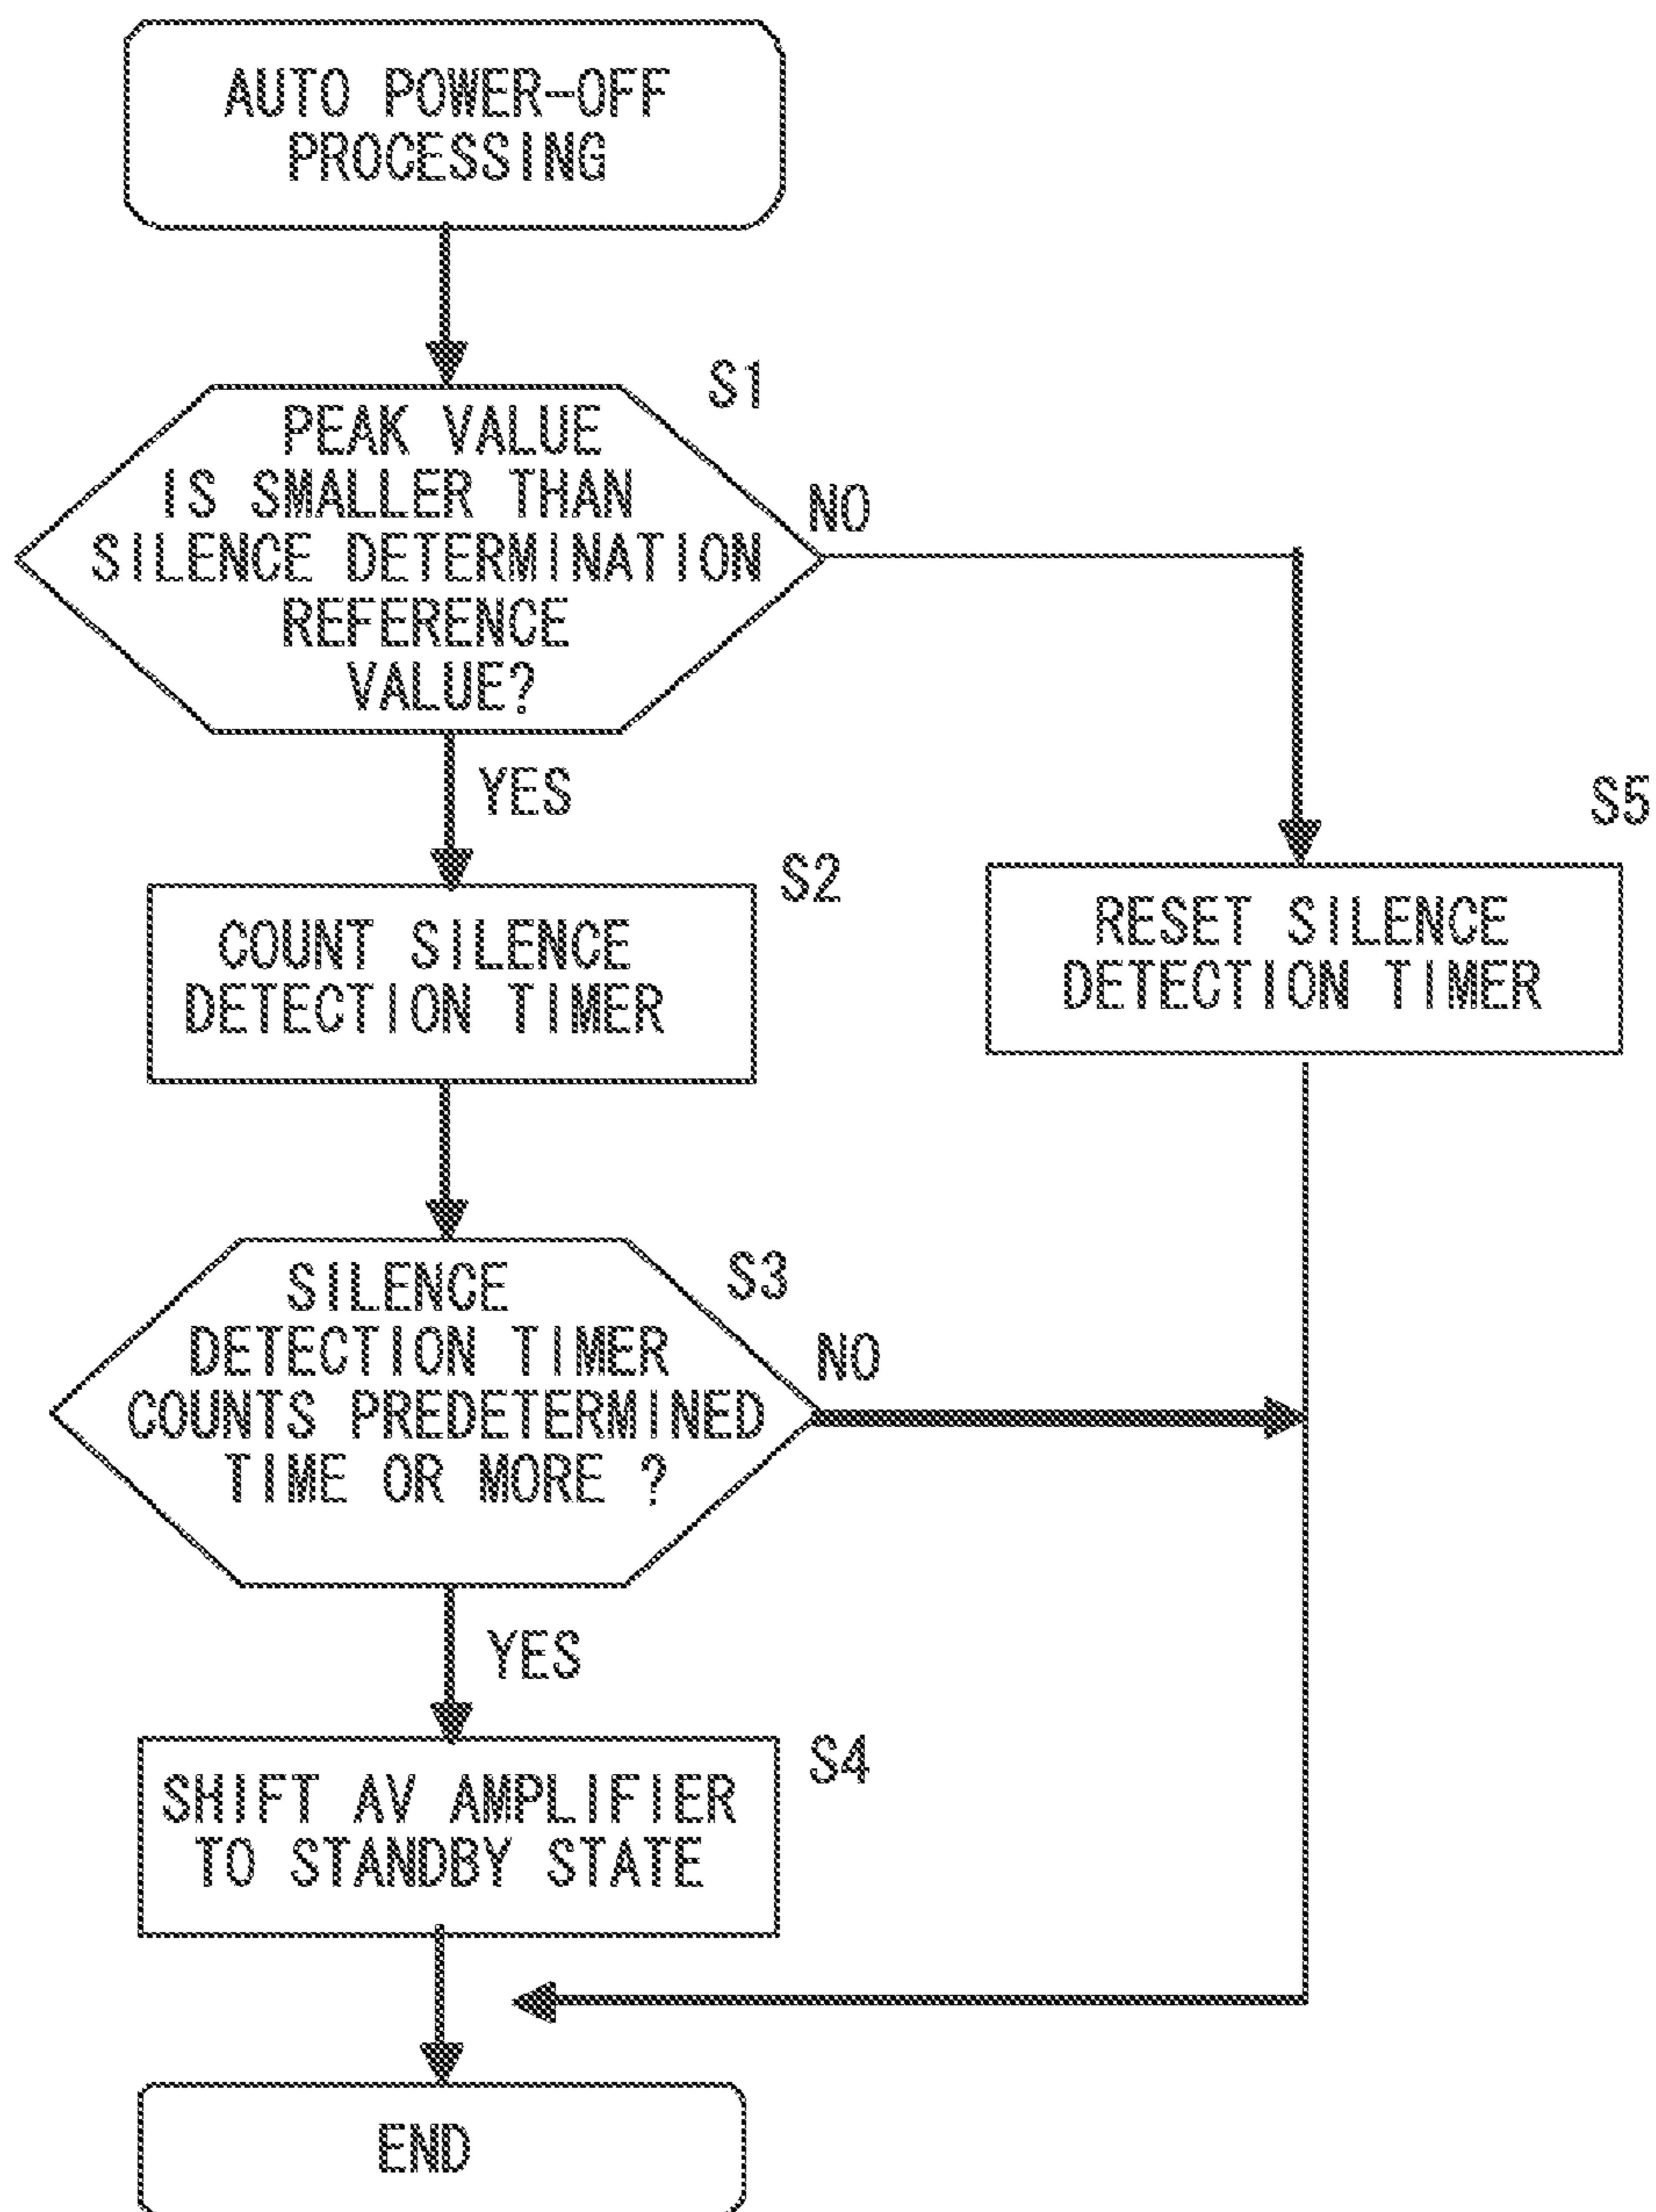 AUTO POWER-OFF
PROCESSING
S1
PEAK VALUE
IS SMALLER THAN
SILENCE DETERMINATION
REFERENCE
VALUE?
NO
YES
S2
COUNT SILENCE
DETECTION TIMER
S5
RESET SILENCE
DETECTION TIMER
S3
SILENCE
DETECTION TIMER
COUNTS PREDETERMINED
TIME OR MORE ?
NO
YES
S4
SHIFT AV AMPLIFIER
TO STANDBY STATE
END